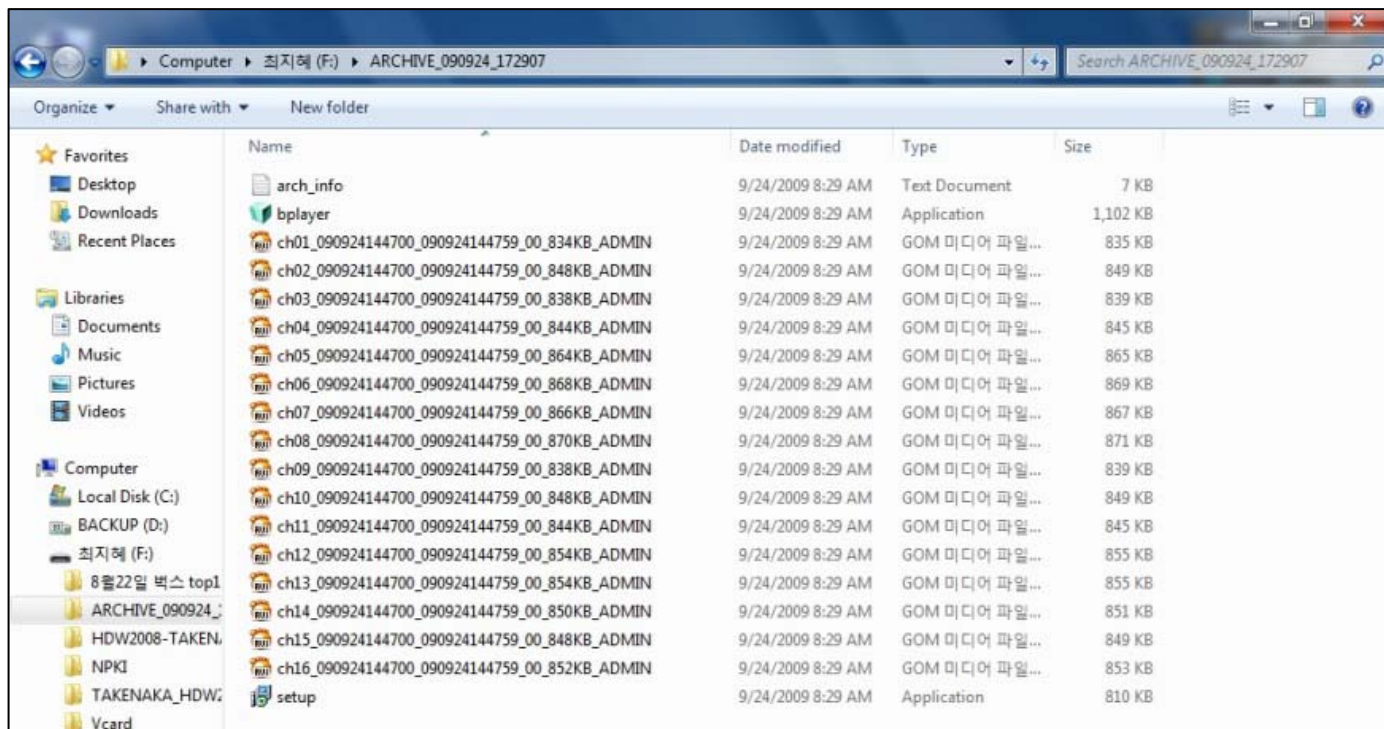 Computer ▸ 최지혜 (F:) ▸ ARCHIVE_090924_172907
Search ARCHIVE_090924_172907
Organize Share with New folder
Favorites
Desktop
Downloads
Recent Places
Libraries
Documents
Music
Pictures
Videos
Computer
Local Disk (C:)
BACKUP (D:)
최지혜 (F:)
8월22일 벅스 top1
ARCHIVE_090924_
HDW2008-TAKEN
NPKI
TAKENAKA_HDW2
Vcard
Name Date modified Type Size
arch_info 9/24/2009 8:29 AM Text Document 7 KB
bplayer 9/24/2009 8:29 AM Application 1,102 KB
ch01_090924144700_090924144759_00_834KB_ADMIN 9/24/2009 8:29 AM GOM 미디어 파일... 835 KB
ch02_090924144700_090924144759_00_848KB_ADMIN 9/24/2009 8:29 AM GOM 미디어 파일... 849 KB
ch03_090924144700_090924144759_00_838KB_ADMIN 9/24/2009 8:29 AM GOM 미디어 파일... 839 KB
ch04_090924144700_090924144759_00_844KB_ADMIN 9/24/2009 8:29 AM GOM 미디어 파일... 845 KB
ch05_090924144700_090924144759_00_864KB_ADMIN 9/24/2009 8:29 AM GOM 미디어 파일... 865 KB
ch06_090924144700_090924144759_00_868KB_ADMIN 9/24/2009 8:29 AM GOM 미디어 파일... 869 KB
ch07_090924144700_090924144759_00_866KB_ADMIN 9/24/2009 8:29 AM GOM 미디어 파일... 867 KB
ch08_090924144700_090924144759_00_870KB_ADMIN 9/24/2009 8:29 AM GOM 미디어 파일... 871 KB
ch09_090924144700_090924144759_00_838KB_ADMIN 9/24/2009 8:29 AM GOM 미디어 파일... 839 KB
ch10_090924144700_090924144759_00_848KB_ADMIN 9/24/2009 8:29 AM GOM 미디어 파일... 849 KB
ch11_090924144700_090924144759_00_844KB_ADMIN 9/24/2009 8:29 AM GOM 미디어 파일... 845 KB
ch12_090924144700_090924144759_00_854KB_ADMIN 9/24/2009 8:29 AM GOM 미디어 파일... 855 KB
ch13_090924144700_090924144759_00_854KB_ADMIN 9/24/2009 8:29 AM GOM 미디어 파일... 855 KB
ch14_090924144700_090924144759_00_850KB_ADMIN 9/24/2009 8:29 AM GOM 미디어 파일... 851 KB
ch15_090924144700_090924144759_00_848KB_ADMIN 9/24/2009 8:29 AM GOM 미디어 파일... 849 KB
ch16_090924144700_090924144759_00_852KB_ADMIN 9/24/2009 8:29 AM GOM 미디어 파일... 853 KB
setup 9/24/2009 8:29 AM Application 810 KB